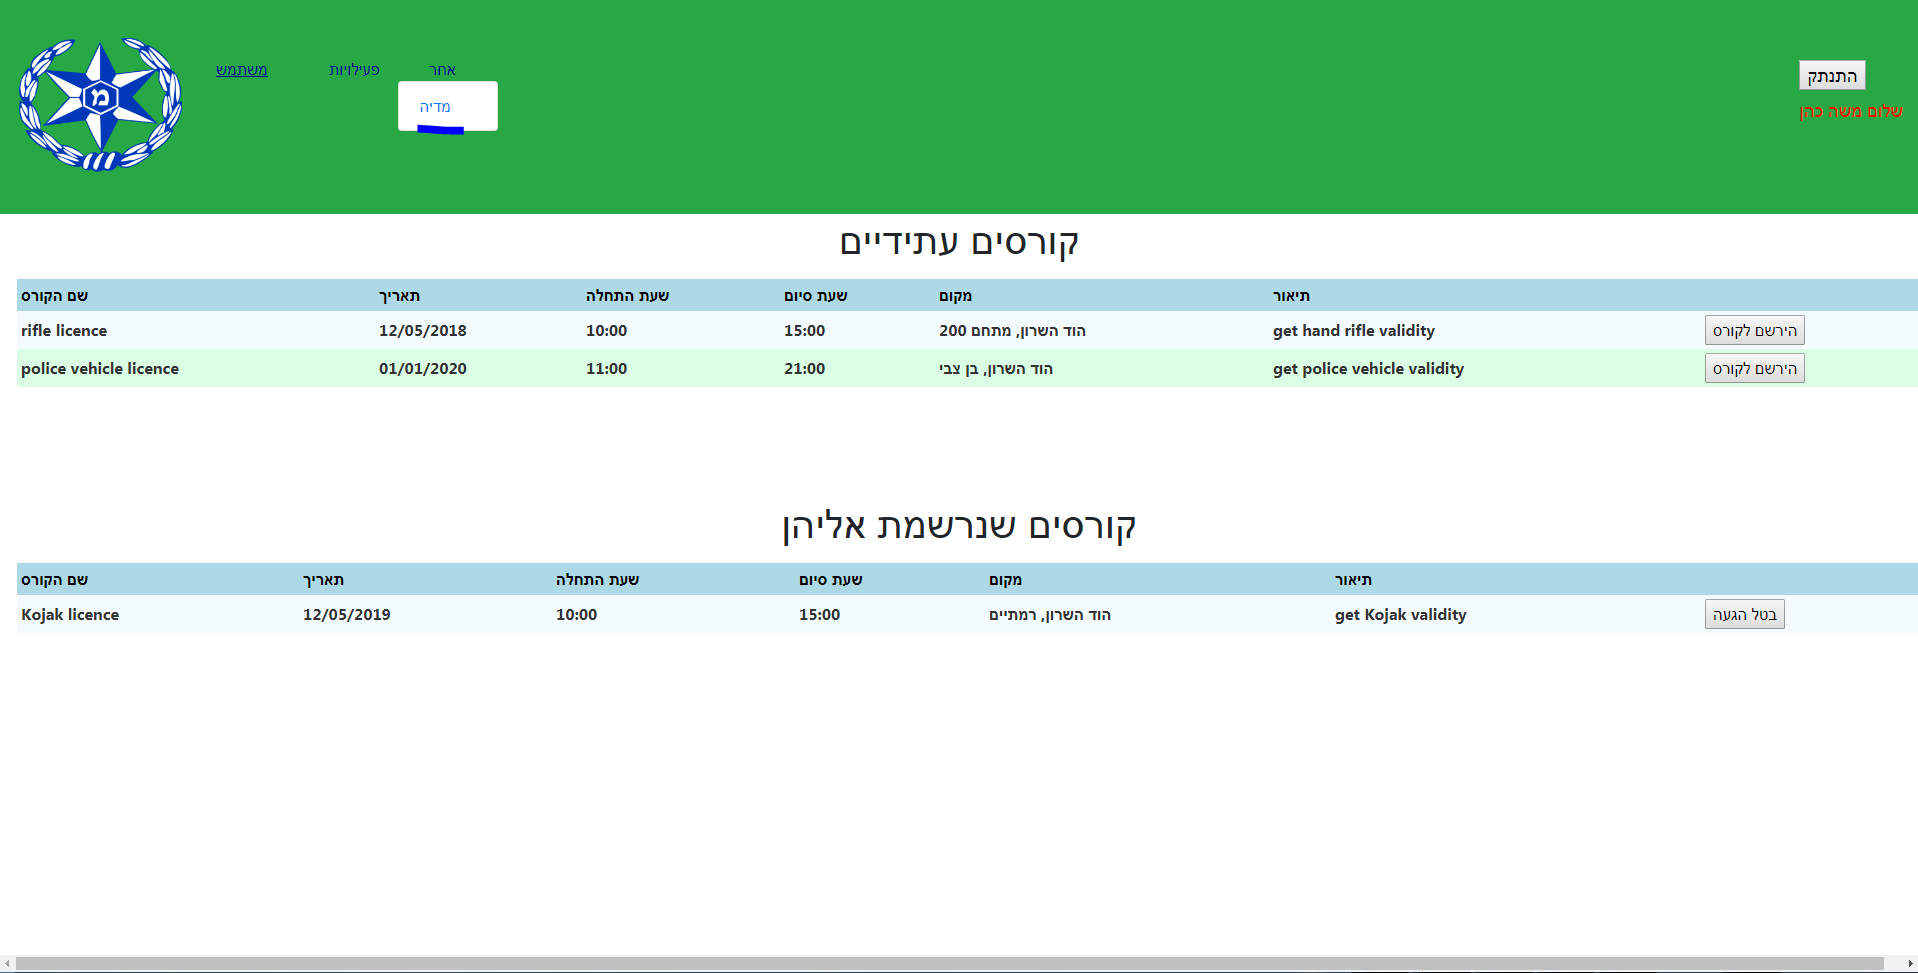 משתמש פעילויות אחר
מדיה
התנתק
שלום משה כהן
מ
קורסים עתידיים
שם הקורס תאריך שעת התחלה שעת סיום מקום תיאור
rifle licence 12/05/2018 10:00 15:00 הוד השרון, מתחם 200 get hand rifle validity הירשם לקורס
police vehicle licence 01/01/2020 11:00 21:00 הוד השרון, בן צבי get police vehicle validity הירשם לקורס
קורסים שנרשמת אליהן
שם הקורס תאריך שעת התחלה שעת סיום מקום תיאור
Kojak licence 12/05/2019 10:00 15:00 הוד השרון, רמתיים get Kojak validity בטל הגעה